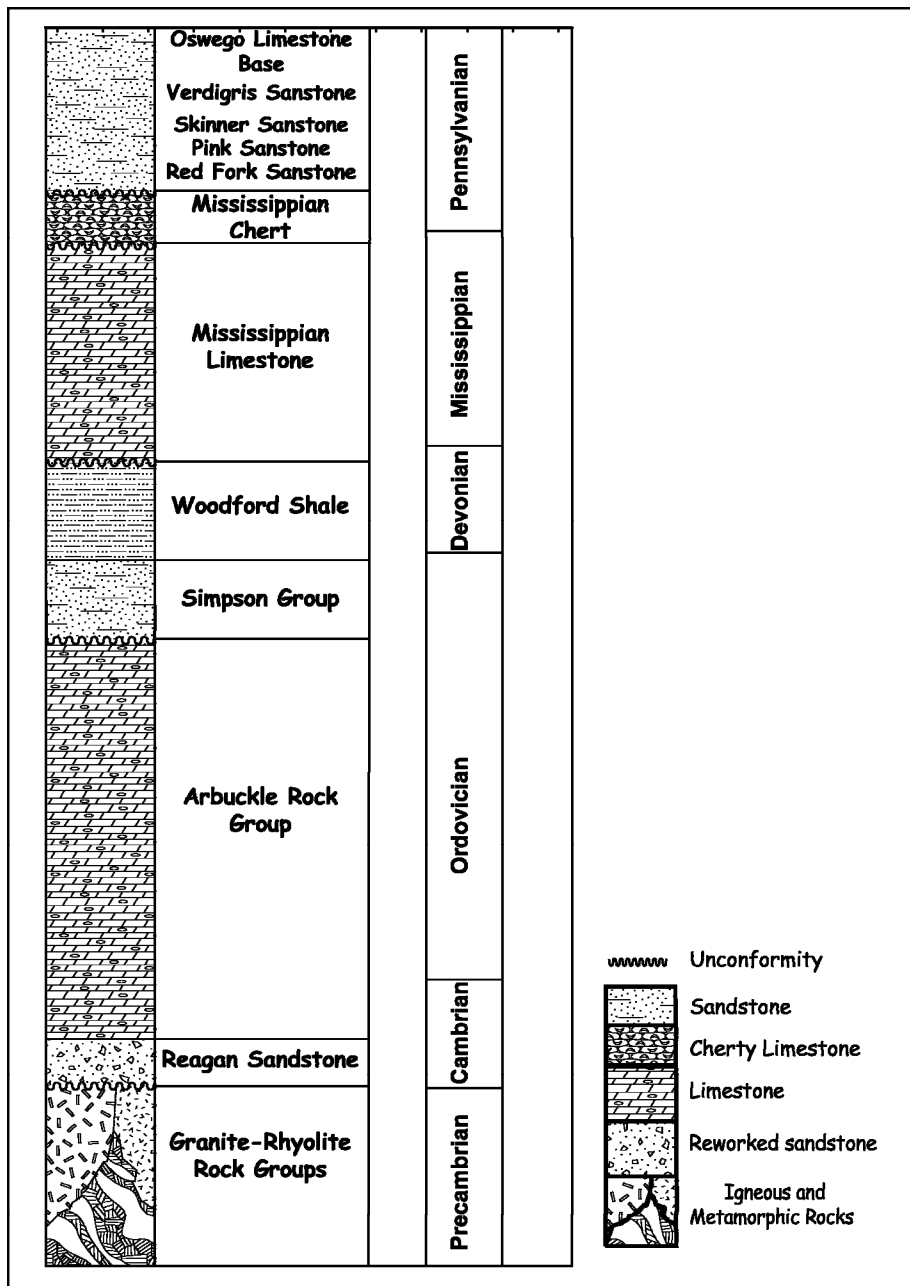 Oswego Limestone
Base
Verdigris Sanstone
Skinner Sanstone
Pink Sanstone
Red Fork Sanstone
Mississippian
Chert
Mississippian
Limestone
Woodford Shale
Simpson Group
Arbuckle Rock
Group
Reagan Sandstone
Granite-Rhyolite
Rock Groups
Pennsylvanian
Mississippian
Devonian
Ordovician
Cambrian
Precambrian
Unconformity
Sandstone
Cherty Limestone
Limestone
Reworked sandstone
Igneous and
Metamorphic Rocks